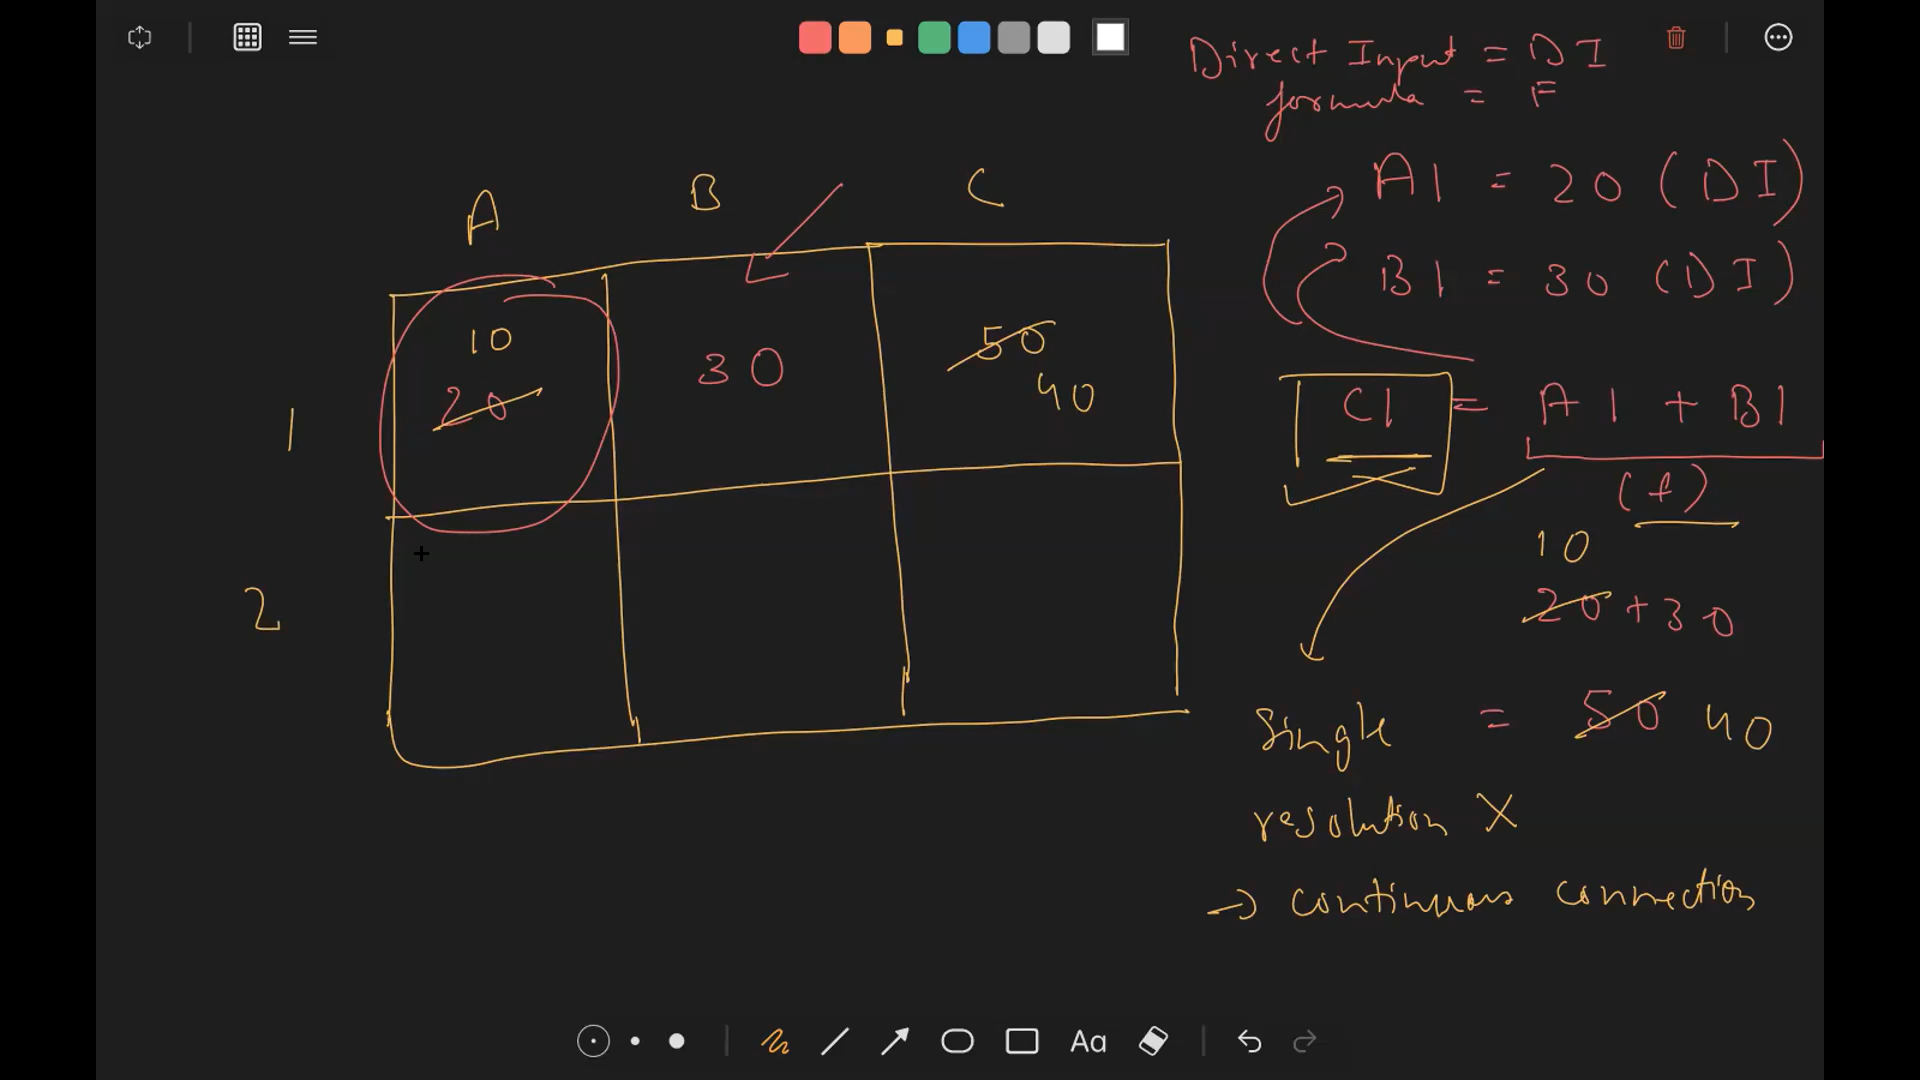 Direct Input = DI
formula = F
A B C
A1 = 20 (DI)
B1 = 30 (DI)
1 10 20 30 50 40
C1 = A1 + B1
(f)
10
2 20 + 30
Single = 50 40
resolution X
→ continuous connection
Aa